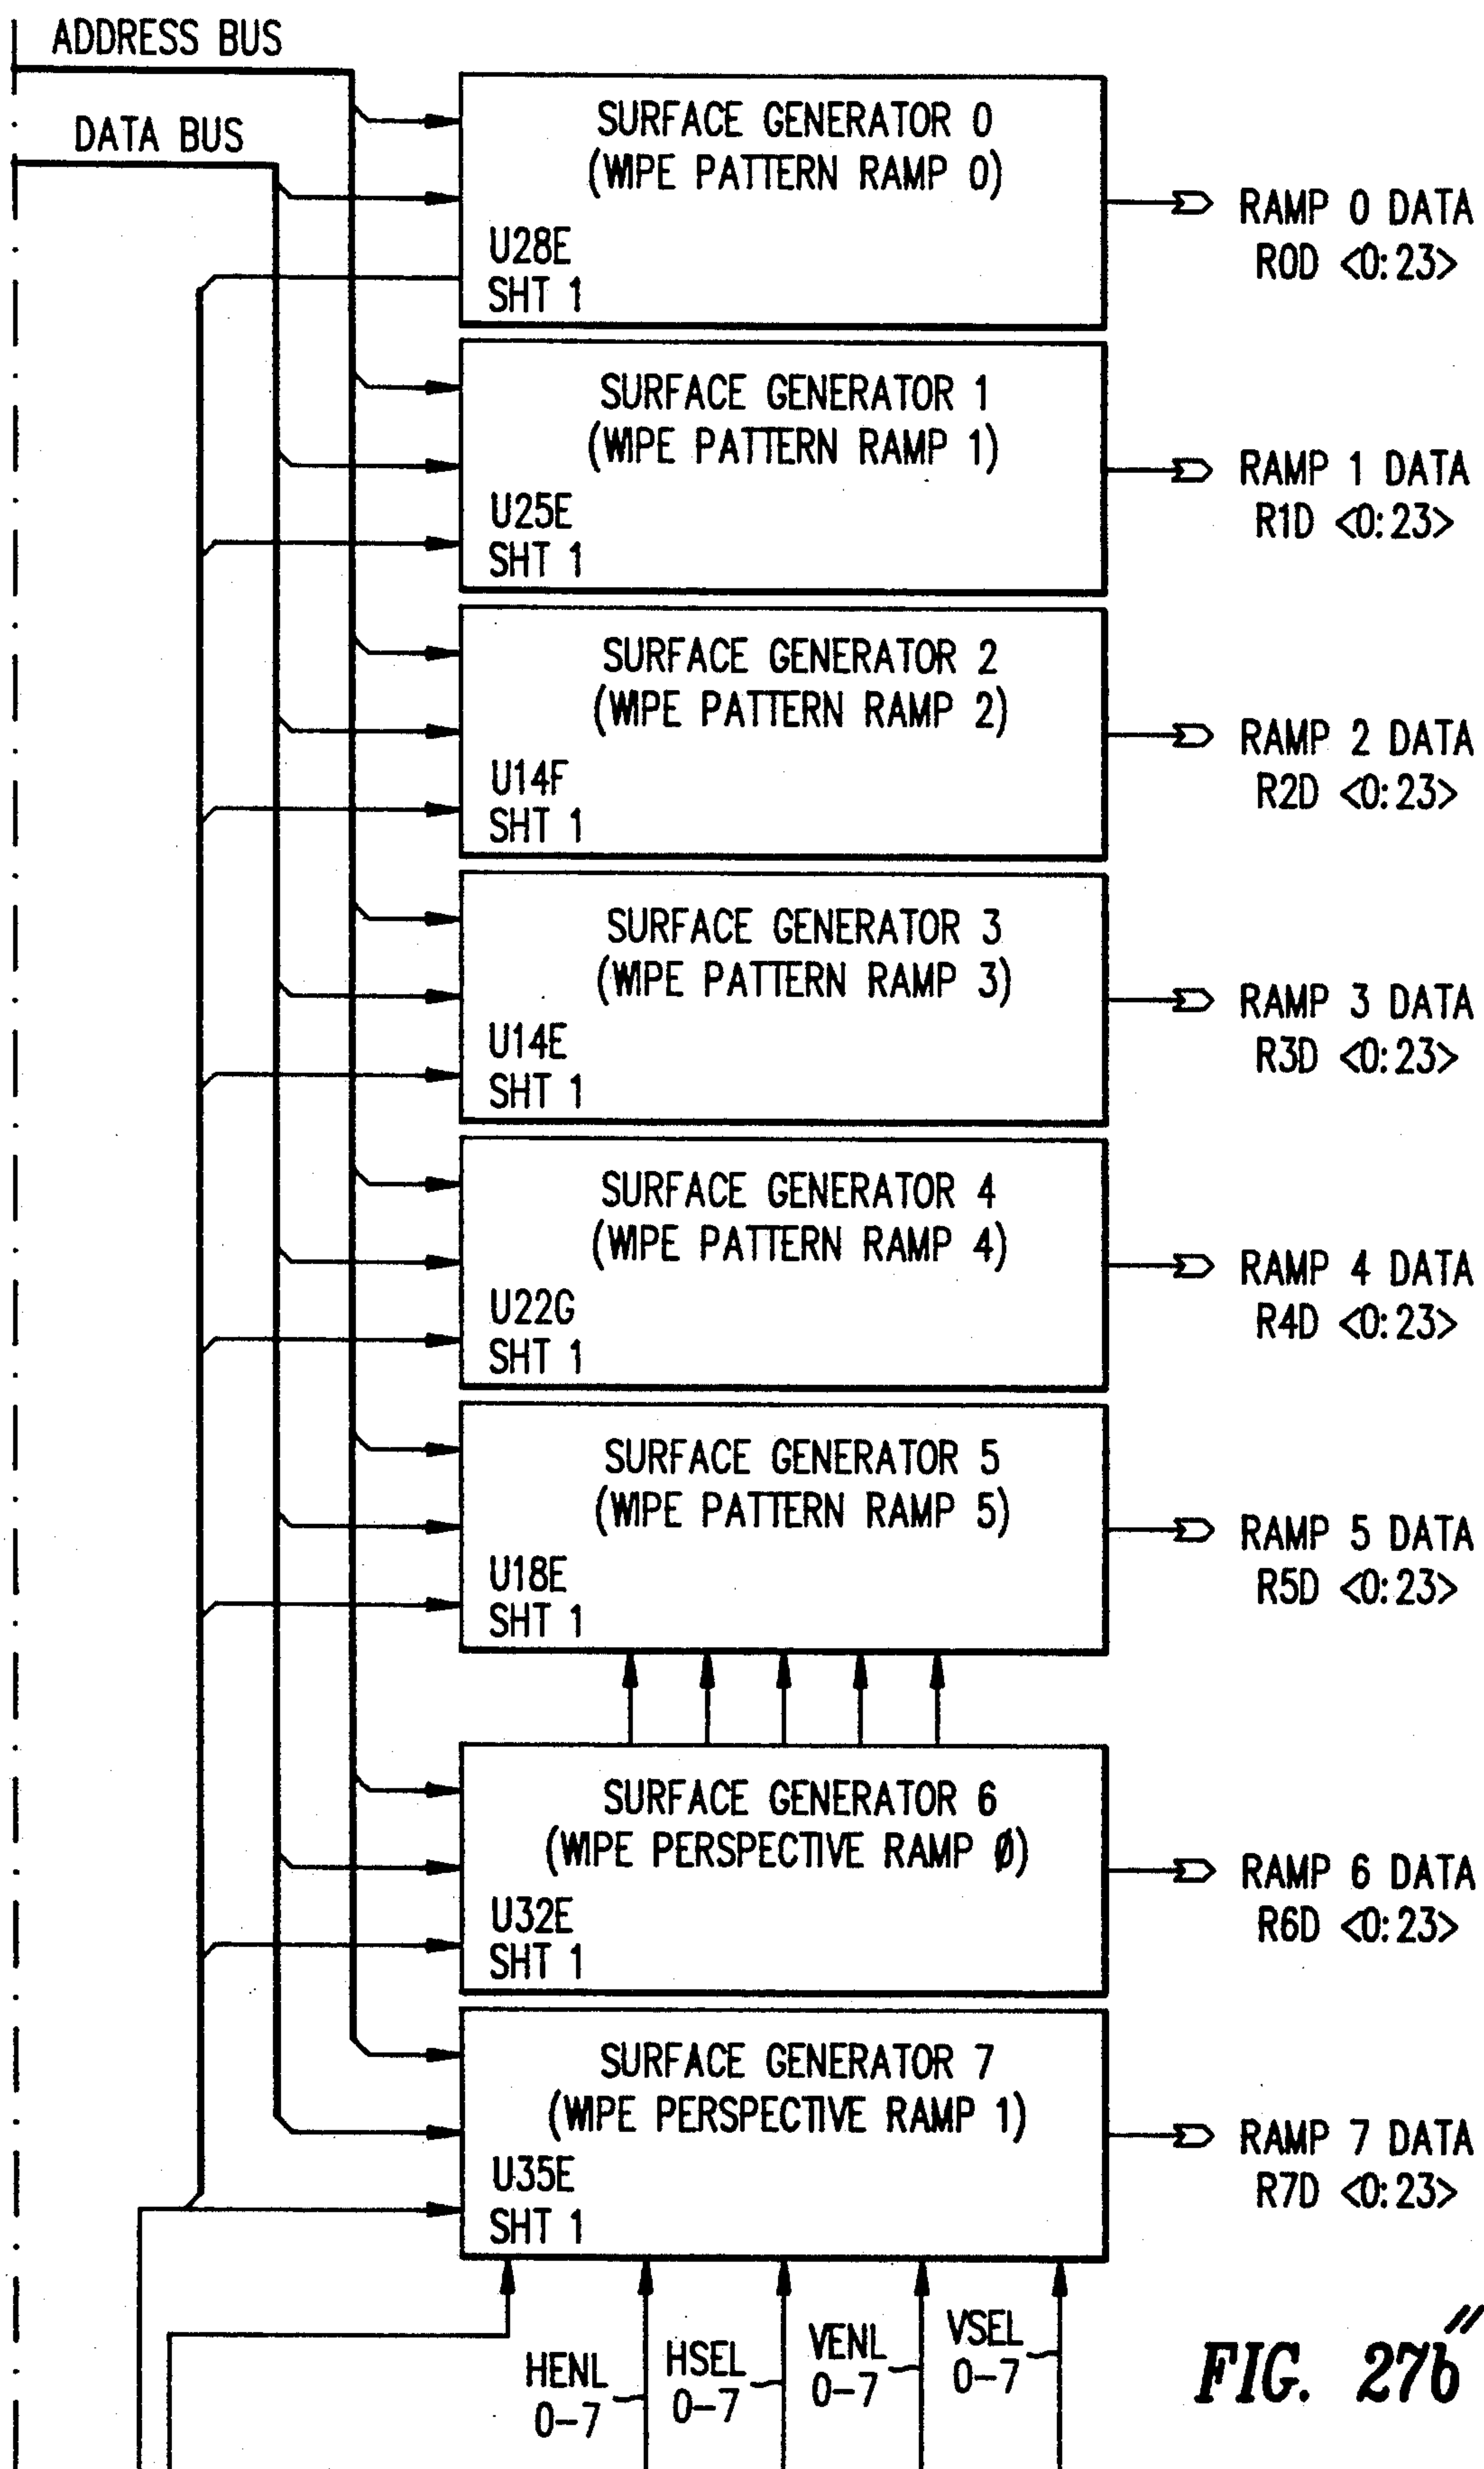 ADDRESS BUS
DATA BUS
SURFACE GENERATOR 0
(WIPE PATTERN RAMP 0)
U28E
SHT 1
RAMP 0 DATA
R0D <0:23>
SURFACE GENERATOR 1
(WIPE PATTERN RAMP 1)
U25E
SHT 1
RAMP 1 DATA
R1D <0:23>
SURFACE GENERATOR 2
(WIPE PATTERN RAMP 2)
U14F
SHT 1
RAMP 2 DATA
R2D <0:23>
SURFACE GENERATOR 3
(WIPE PATTERN RAMP 3)
U14E
SHT 1
RAMP 3 DATA
R3D <0:23>
SURFACE GENERATOR 4
(WIPE PATTERN RAMP 4)
U22G
SHT 1
RAMP 4 DATA
R4D <0:23>
SURFACE GENERATOR 5
(WIPE PATTERN RAMP 5)
U18E
SHT 1
RAMP 5 DATA
R5D <0:23>
SURFACE GENERATOR 6
(WIPE PERSPECTIVE RAMP Ø)
U32E
SHT 1
RAMP 6 DATA
R6D <0:23>
SURFACE GENERATOR 7
(WIPE PERSPECTIVE RAMP 1)
U35E
SHT 1
RAMP 7 DATA
R7D <0:23>
HENL
0-7
HSEL
0-7
VENL
0-7
VSEL
0-7
FIG. 27b"